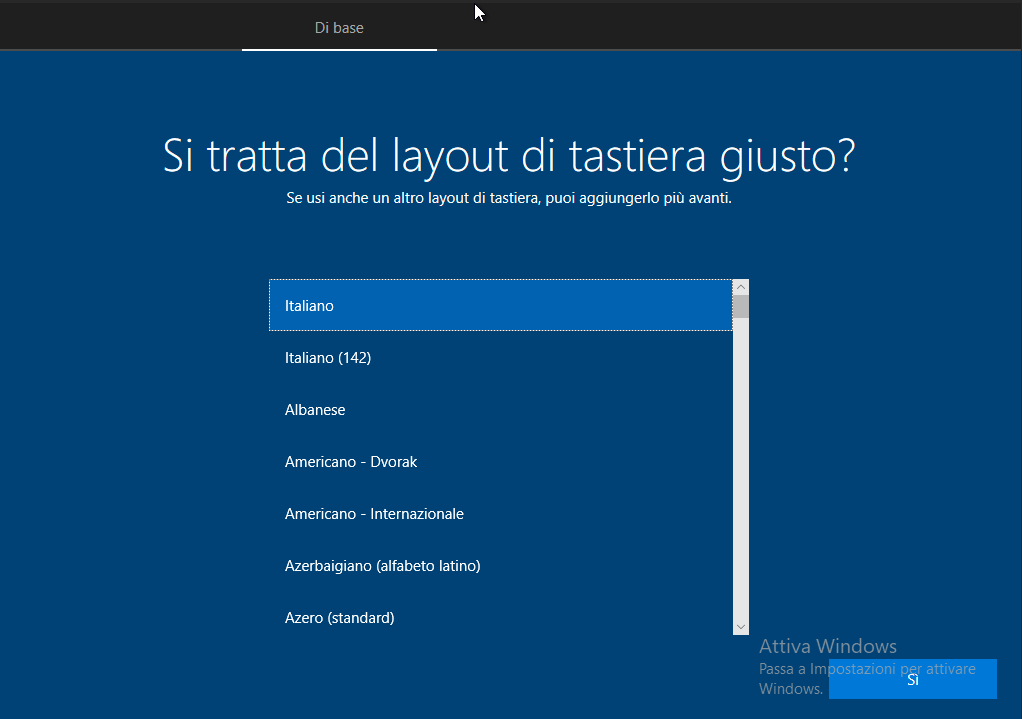 Di base
Si tratta del layout di tastiera giusto?
Se usi anche un altro layout di tastiera, puoi aggiungerlo più avanti.
Italiano
Italiano (142)
Albanese
Americano - Dvorak
Americano - Internazionale
Azerbaigiano (alfabeto latino)
Azero (standard)
Attiva Windows
Passa a Impostazioni per attivare
Windows.
Sì